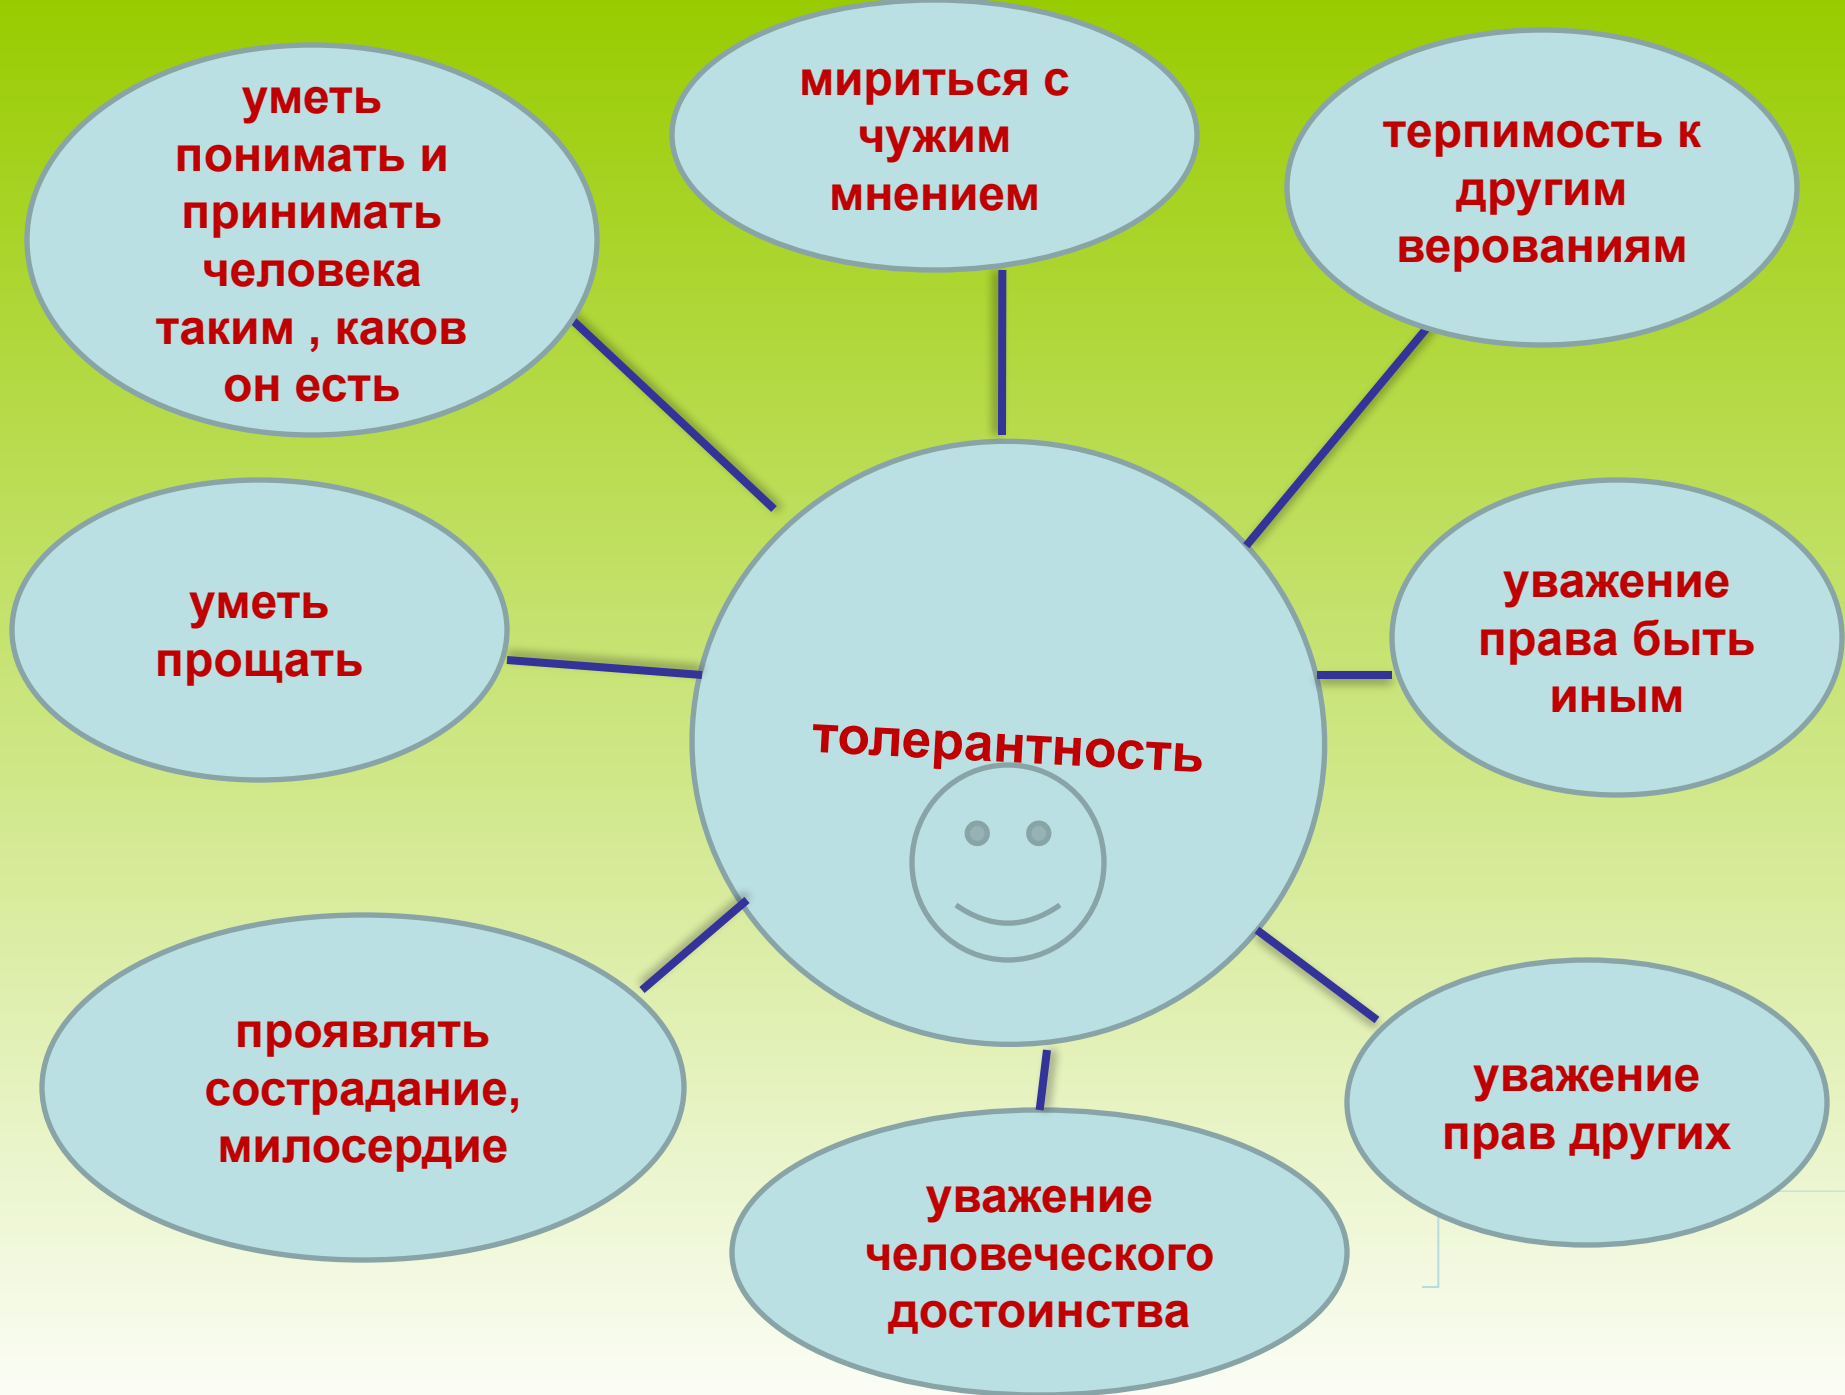 уметь
понимать и
принимать
человека
таким , каков
он есть
мириться с
чужим
мнением
терпимость к
другим
верованиям
уметь
прощать
толерантность
уважение
права быть
иным
проявлять
сострадание,
милосердие
уважение
человеческого
достоинства
уважение
прав других